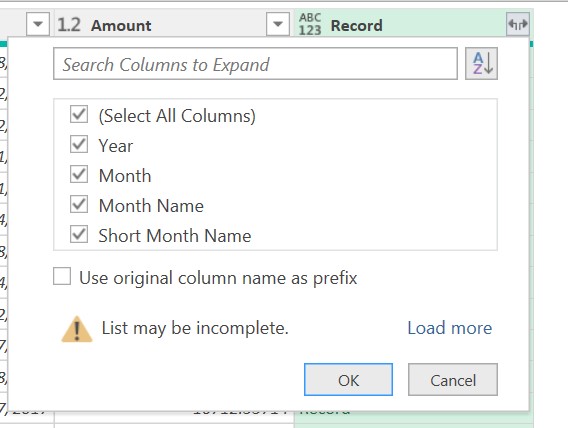 1.2 Amount
ABC 123 Record
Search Columns to Expand
A Z
(Select All Columns)
Year
Month
Month Name
Short Month Name
Use original column name as prefix
List may be incomplete.
Load more
OK
Cancel